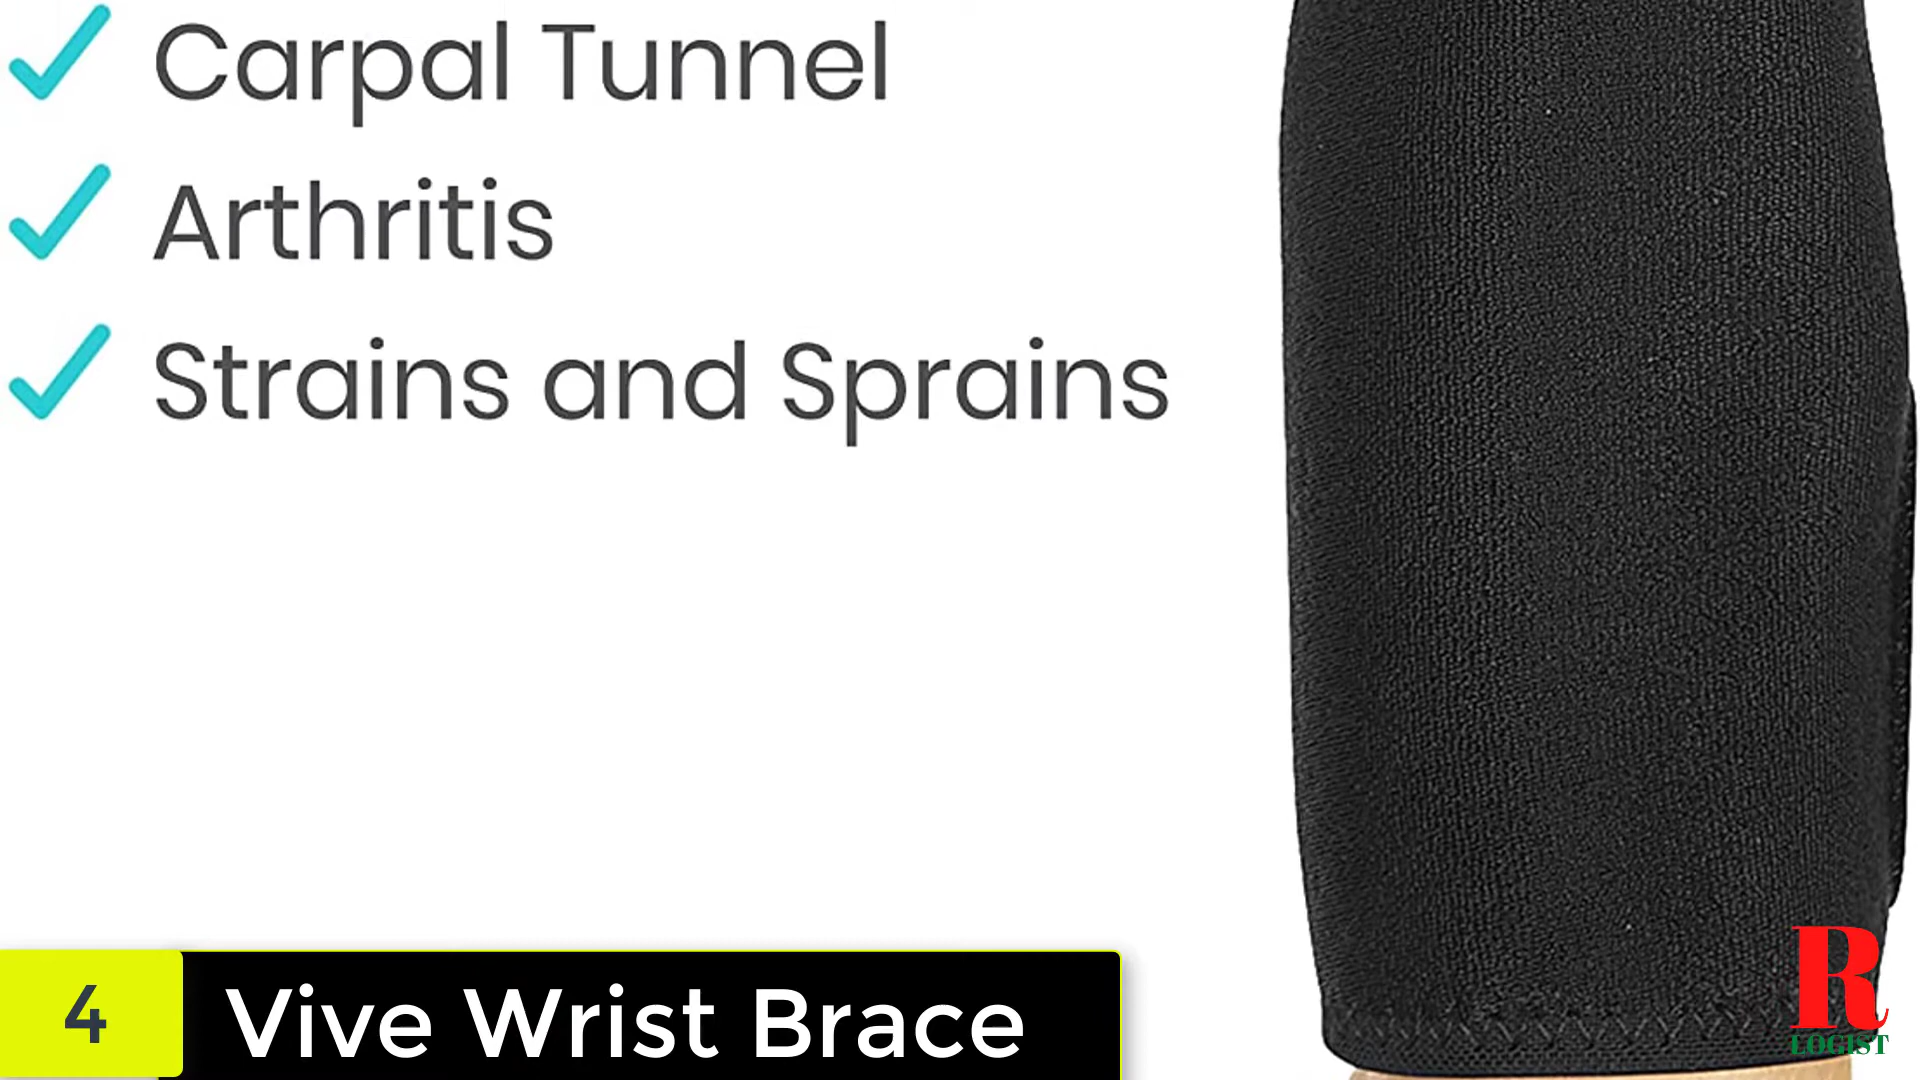 Carpal Tunnel
Arthritis
Strains and Sprains
4
Vive Wrist Brace
R
LOGIST